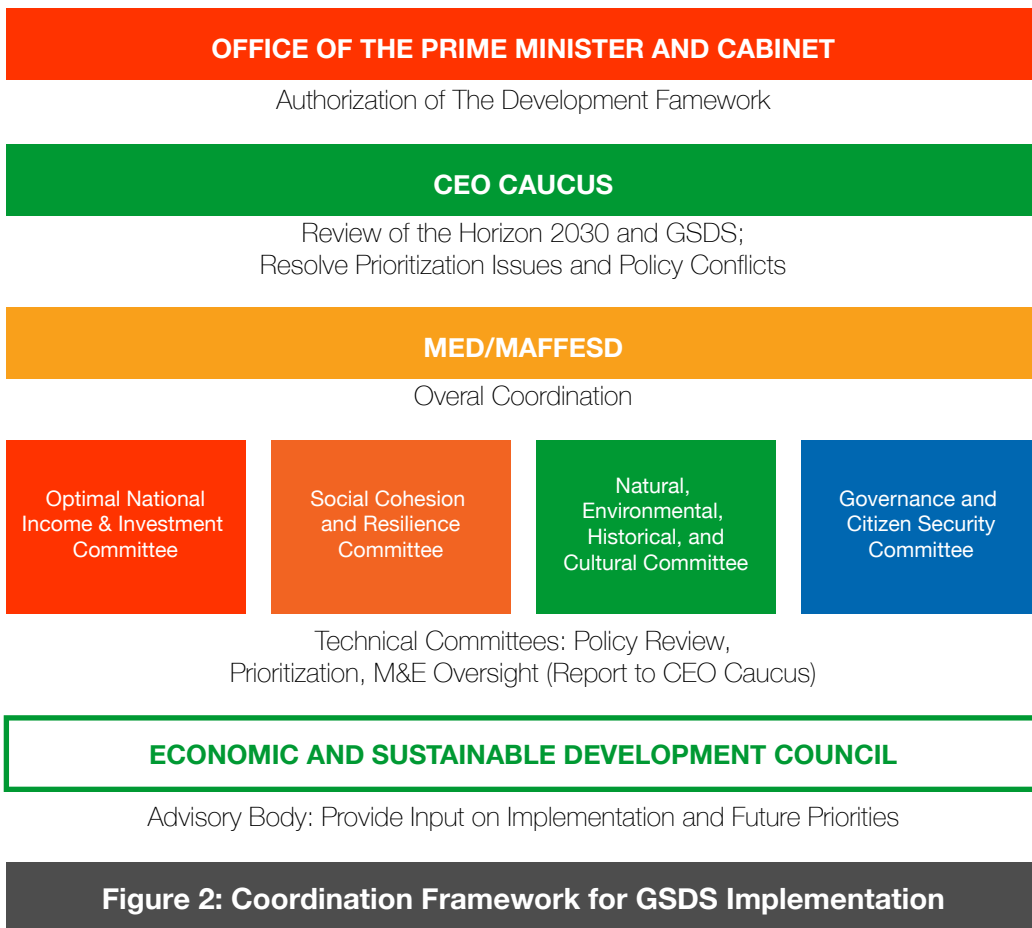 OFFICE OF THE PRIME MINISTER AND CABINET
Authorization of The Development Famework
CEO CAUCUS
Review of the Horizon 2030 and GSDS;
Resolve Prioritization Issues and Policy Conflicts
MED/MAFFESD
Overal Coordination
Optimal National
Income & Investment
Committee
Social Cohesion
and Resilience
Committee
Natural,
Environmental,
Historical, and
Cultural Committee
Governance and
Citizen Security
Committee
Technical Committees: Policy Review,
Prioritization, M&E Oversight (Report to CEO Caucus)
ECONOMIC AND SUSTAINABLE DEVELOPMENT COUNCIL
Advisory Body: Provide Input on Implementation and Future Priorities
Figure 2: Coordination Framework for GSDS Implementation